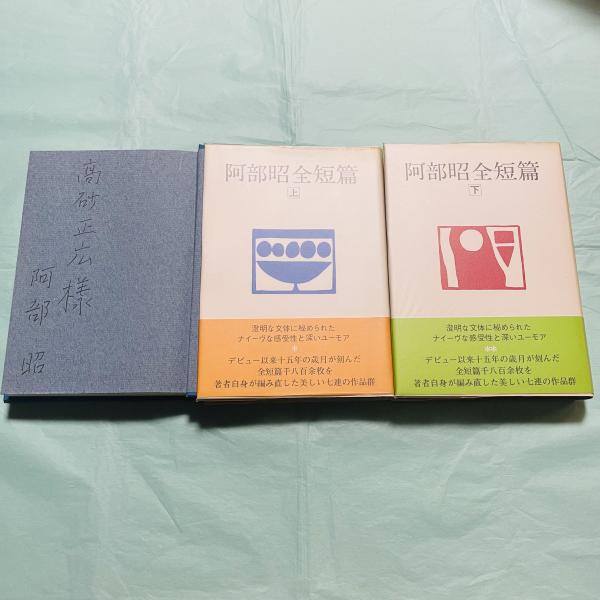 高砂正広様
阿部昭
阿部昭全短篇
上
澄明な文体に秘められた
ナイーヴな感受性と深いユーモア
*
デビュー以来十五年の歳月が刻んだ
全短篇千八百余枚を
著者自身が編み直した美しい七連の作品群
阿部昭全短篇
下
澄明な文体に秘められた
ナイーヴな感受性と深いユーモア
**
デビュー以来十五年の歳月が刻んだ
全短篇千八百余枚を
著者自身が編み直した美しい七連の作品群